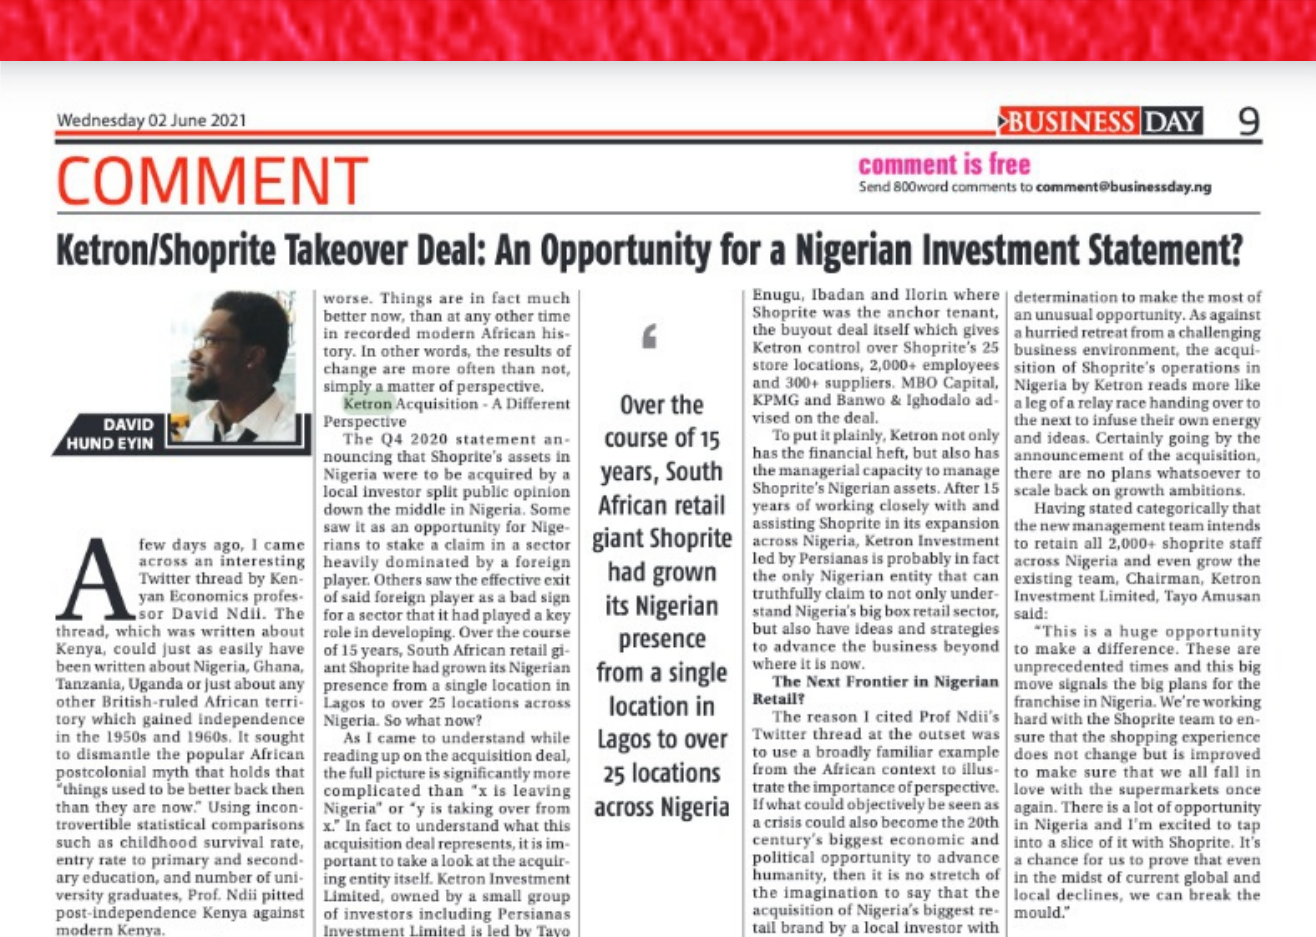 Wednesday 02 June 2021
BUSINESS DAY
9
COMMENT
comment is free
Send 800word comments to comment@businessday.ng
Ketron/Shoprite Takeover Deal: An Opportunity for a Nigerian Investment Statement?
DAVID
HUND EYIN
A few days ago, I came
across an interesting
Twitter thread by Ken-
yan Economics profes-
sor David Ndii. The
thread, which was written about
Kenya, could just as easily have
been written about Nigeria, Ghana,
Tanzania, Uganda or just about any
other British-ruled African terri-
tory which gained independence
in the 1950s and 1960s. It sought
to dismantle the popular African
postcolonial myth that holds that
"things used to be better back then
than they are now." Using incon-
trovertible statistical comparisons
such as childhood survival rate,
entry rate to primary and second-
ary education, and number of uni-
versity graduates, Prof. Ndii pitted
post-independence Kenya against
modern Kenya.
worse. Things are in fact much
better now, than at any other time
in recorded modern African his-
tory. In other words, the results of
change are more often than not,
simply a matter of perspective.
Ketron Acquisition - A Different
Perspective
The Q4 2020 statement an-
nouncing that Shoprite's assets in
Nigeria were to be acquired by a
local investor split public opinion
down the middle in Nigeria. Some
saw it as an opportunity for Nige-
rians to stake a claim in a sector
heavily dominated by a foreign
player. Others saw the effective exit
of said foreign player as a bad sign
for a sector that it had played a key
role in developing. Over the course
of 15 years, South African retail gi-
ant Shoprite had grown its Nigerian
presence from a single location in
Lagos to over 25 locations across
Nigeria. So what now?
As I came to understand while
reading up on the acquisition deal,
the full picture is significantly more
complicated than "x is leaving
Nigeria" or "y is taking over from
x." In fact to understand what this
acquisition deal represents, it is im-
portant to take a look at the acquir-
ing entity itself. Ketron Investment
Limited, owned by a small group
of investors including Persianas
Investment Limited is led by Tayo
‘
Over the
course of 15
years, South
African retail
giant Shoprite
had grown
its Nigerian
presence
from a single
location in
Lagos to over
25 locations
across Nigeria
Enugu, Ibadan and Ilorin where
Shoprite was the anchor tenant,
the buyout deal itself which gives
Ketron control over Shoprite's 25
store locations, 2,000+ employees
and 300+ suppliers. MBO Capital,
KPMG and Banwo & Ighodalo ad-
vised on the deal.
To put it plainly, Ketron not only
has the financial heft, but also has
the managerial capacity to manage
Shoprite's Nigerian assets. After 15
years of working closely with and
assisting Shoprite in its expansion
across Nigeria, Ketron Investment
led by Persianas is probably in fact
the only Nigerian entity that can
truthfully claim to not only under-
stand Nigeria's big box retail sector,
but also have ideas and strategies
to advance the business beyond
where it is now.
The Next Frontier in Nigerian
Retail?
The reason I cited Prof Ndii's
Twitter thread at the outset was
to use a broadly familiar example
from the African context to illus-
trate the importance of perspective.
If what could objectively be seen as
a crisis could also become the 20th
century's biggest economic and
political opportunity to advance
humanity, then it is no stretch of
the imagination to say that the
acquisition of Nigeria's biggest re-
tail brand by a local investor with
determination to make the most of
an unusual opportunity. As against
a hurried retreat from a challenging
business environment, the acqui-
sition of Shoprite's operations in
Nigeria by Ketron reads more like
a leg of a relay race handing over to
the next to infuse their own energy
and ideas. Certainly going by the
announcement of the acquisition,
there are no plans whatsoever to
scale back on growth ambitions.
Having stated categorically that
the new management team intends
to retain all 2,000+ shoprite staff
across Nigeria and even grow the
existing team, Chairman, Ketron
Investment Limited, Tayo Amusan
said:
"This is a huge opportunity
to make a difference. These are
unprecedented times and this big
move signals the big plans for the
franchise in Nigeria. We're working
hard with the Shoprite team to en-
sure that the shopping experience
does not change but is improved
to make sure that we all fall in
love with the supermarkets once
again. There is a lot of opportunity
in Nigeria and I'm excited to tap
into a slice of it with Shoprite. It's
a chance for us to prove that even
in the midst of current global and
local declines, we can break the
mould."